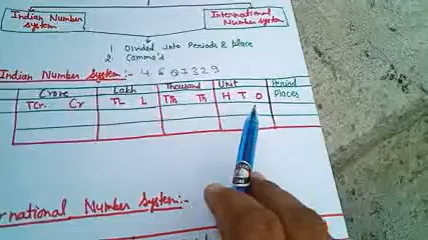 Indian Number System
International Number System
1 Divided into Periods & place
2 Comma's
Indian Number System:- 4687329
Crore Lakh Thousand Unit Period
TCr. Cr TL L TTh Th H T O Places
rnational Number System:-